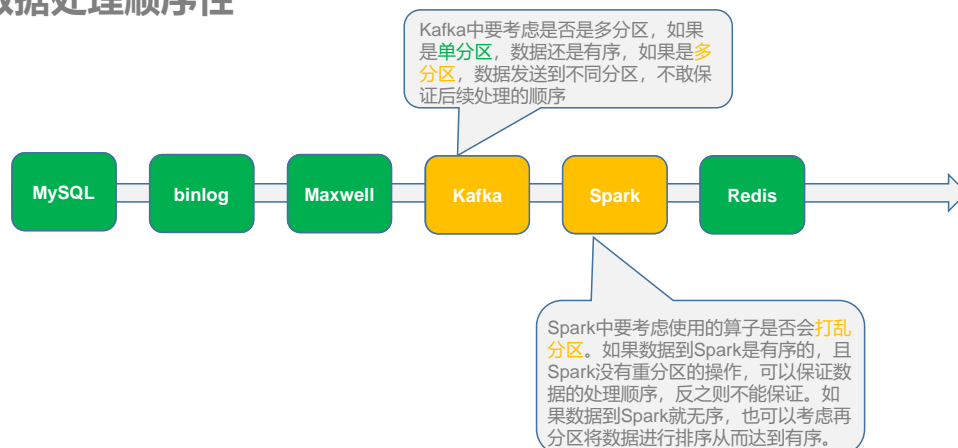 数据处理顺序性
Kafka中要考虑是否是多分区，如果
是单分区，数据还是有序，如果是多
分区，数据发送到不同分区，不敢保
证后续处理的顺序
MySQL
binlog
Maxwell
Kafka
Spark
Redis
Spark中要考虑使用的算子是否会打乱
分区。如果数据到Spark是有序的，且
Spark没有重分区的操作，可以保证数
据的处理顺序，反之则不能保证。如
果数据到Spark就无序，也可以考虑再
分区将数据进行排序从而达到有序。